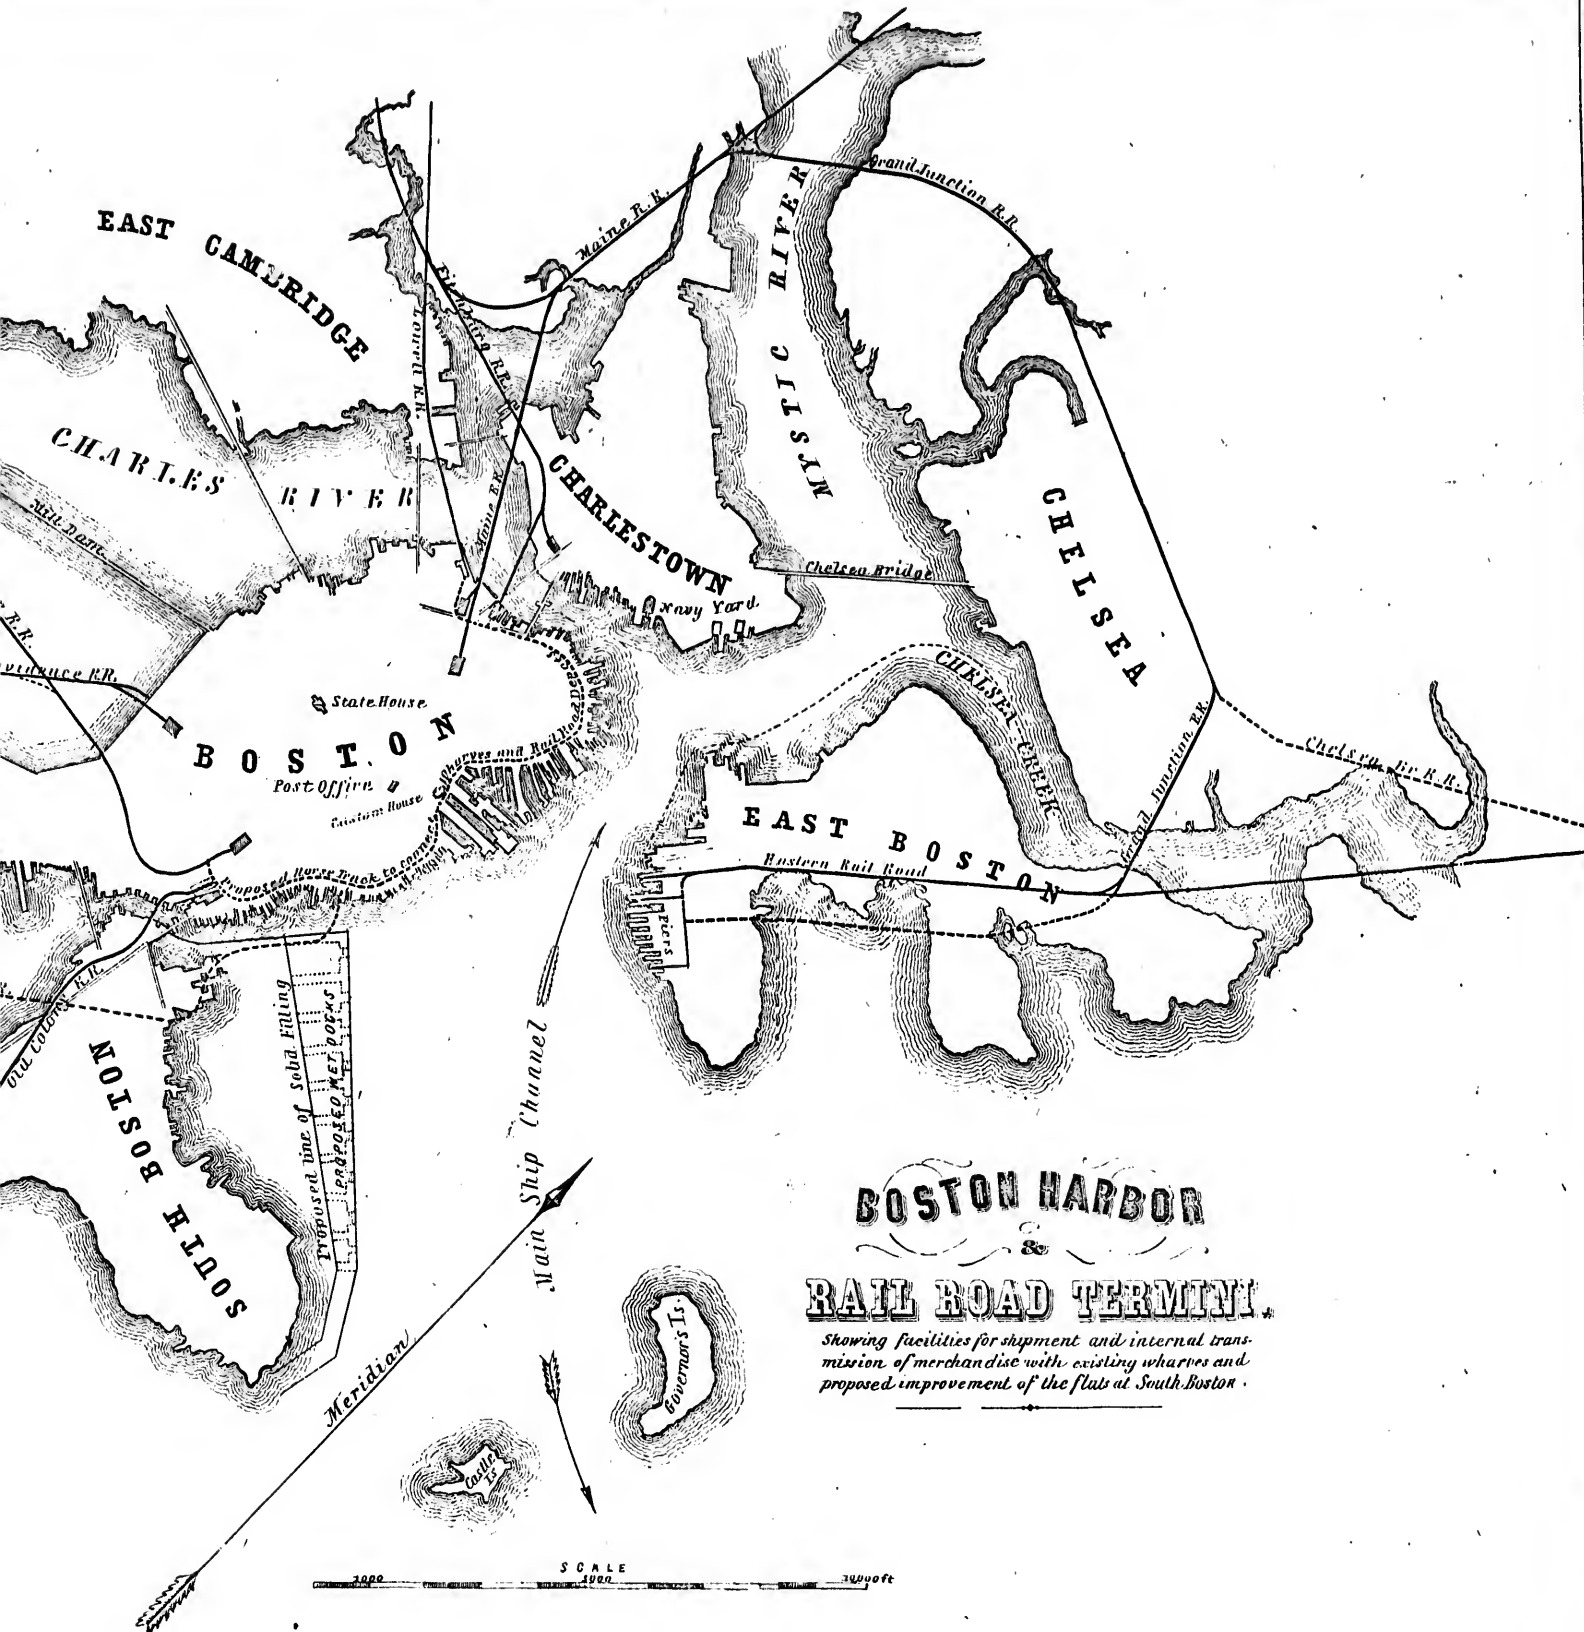 EAST CAMBRIDGE
Maine R.R.
Grand Junction R.R.
MYSTIC RIVER
Fitchburg R.R.
Lowell R.R.
CHARLES RIVER
Mill Dam
Maine R.R.
CHARLESTOWN
Navy Yard.
Chelsea Bridge
CHELSEA
CHELSEA CREEK
R.R.
Providence R.R.
State House
BOSTON
Post Office
Custom House
Proposed Horse Track to connect Wharves and Rail Road Depots
Grand Junction R.R.
Chelsea Br. R.R.
EAST BOSTON
Eastern Rail Road
Piers
Old Colony R.R.
SOUTH BOSTON
Proposed line of Solid Filling
PROPOSED WET DOCKS
Main Ship Channel
Meridian
Governor's Is.
Castle Is
BOSTON HARBOR
&
RAIL ROAD TERMINI.
Showing facilities for shipment and internal trans-
mission of merchandise with existing wharves and
proposed improvement of the flats at South Boston.
SCALE
1000 5000 10,000 ft